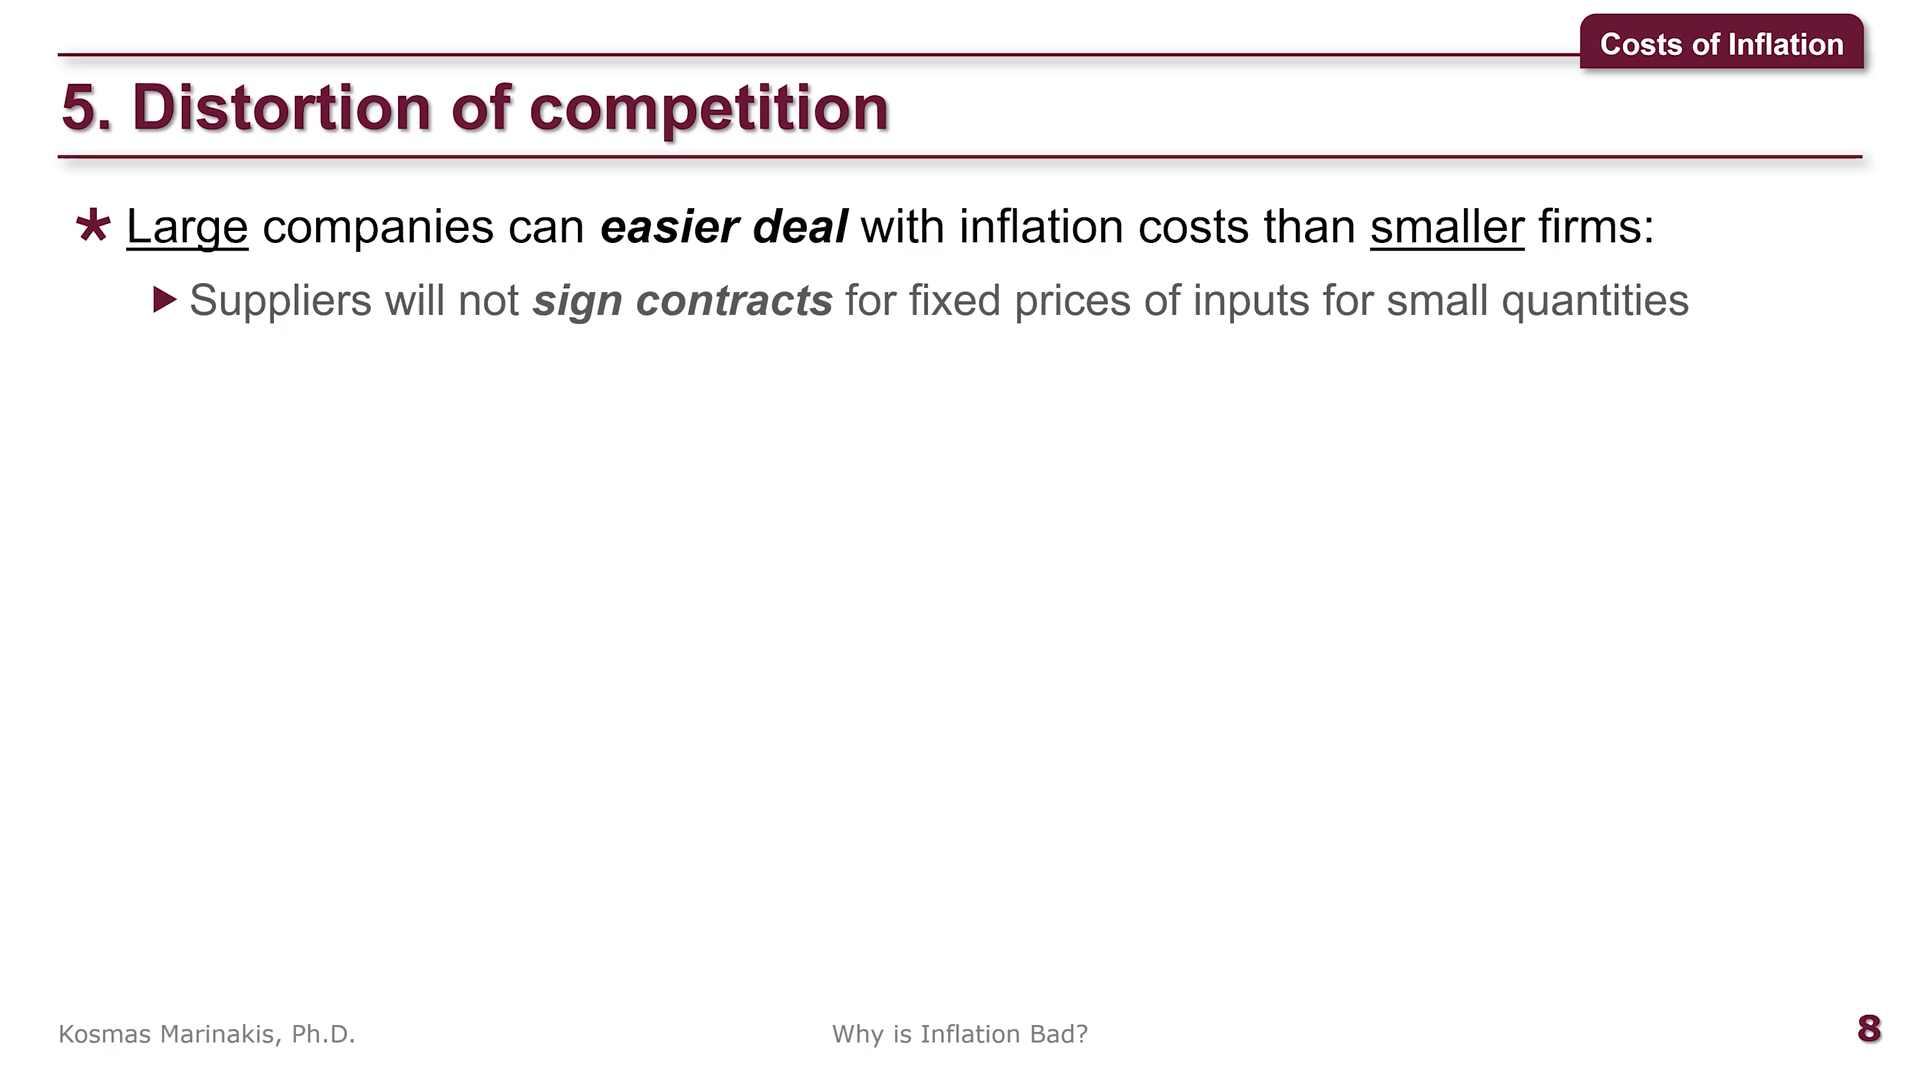 Costs of Inflation
5. Distortion of competition
* Large companies can easier deal with inflation costs than smaller firms:
Suppliers will not sign contracts for fixed prices of inputs for small quantities
Kosmas Marinakis, Ph.D.
Why is Inflation Bad?
8